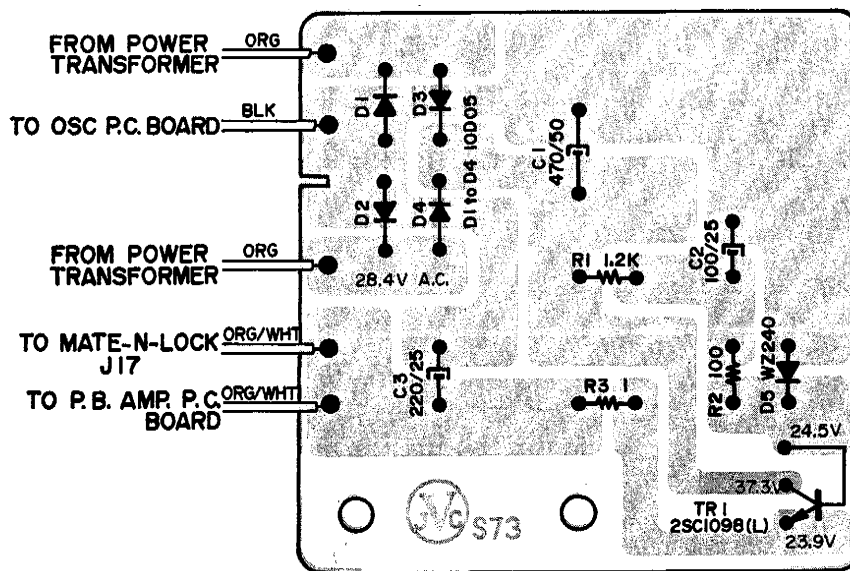 FROM POWER
TRANSFORMER
ORG
TO OSC P.C. BOARD
BLK
FROM POWER
TRANSFORMER
ORG
TO MATE-N-LOCK
J17
ORG/WHT
TO P.B. AMP. P.C.
BOARD
ORG/WHT
D1
D3
D2
D4
D1 to D4 10D05
28.4V A.C.
C1
470/50
C2
100/25
R1 1.2K
C3
220/25
R3 1
R2 100
D5 WZ240
24.5V
37.3V
TR1
2SC1098(L)
23.9V
JVC
S73